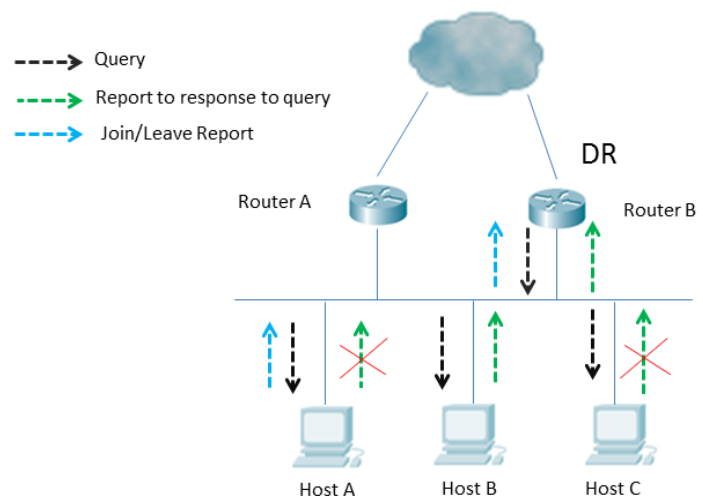 Query
Report to response to query
Join/Leave Report
DR
Router A
Router B
Host A
Host B
Host C